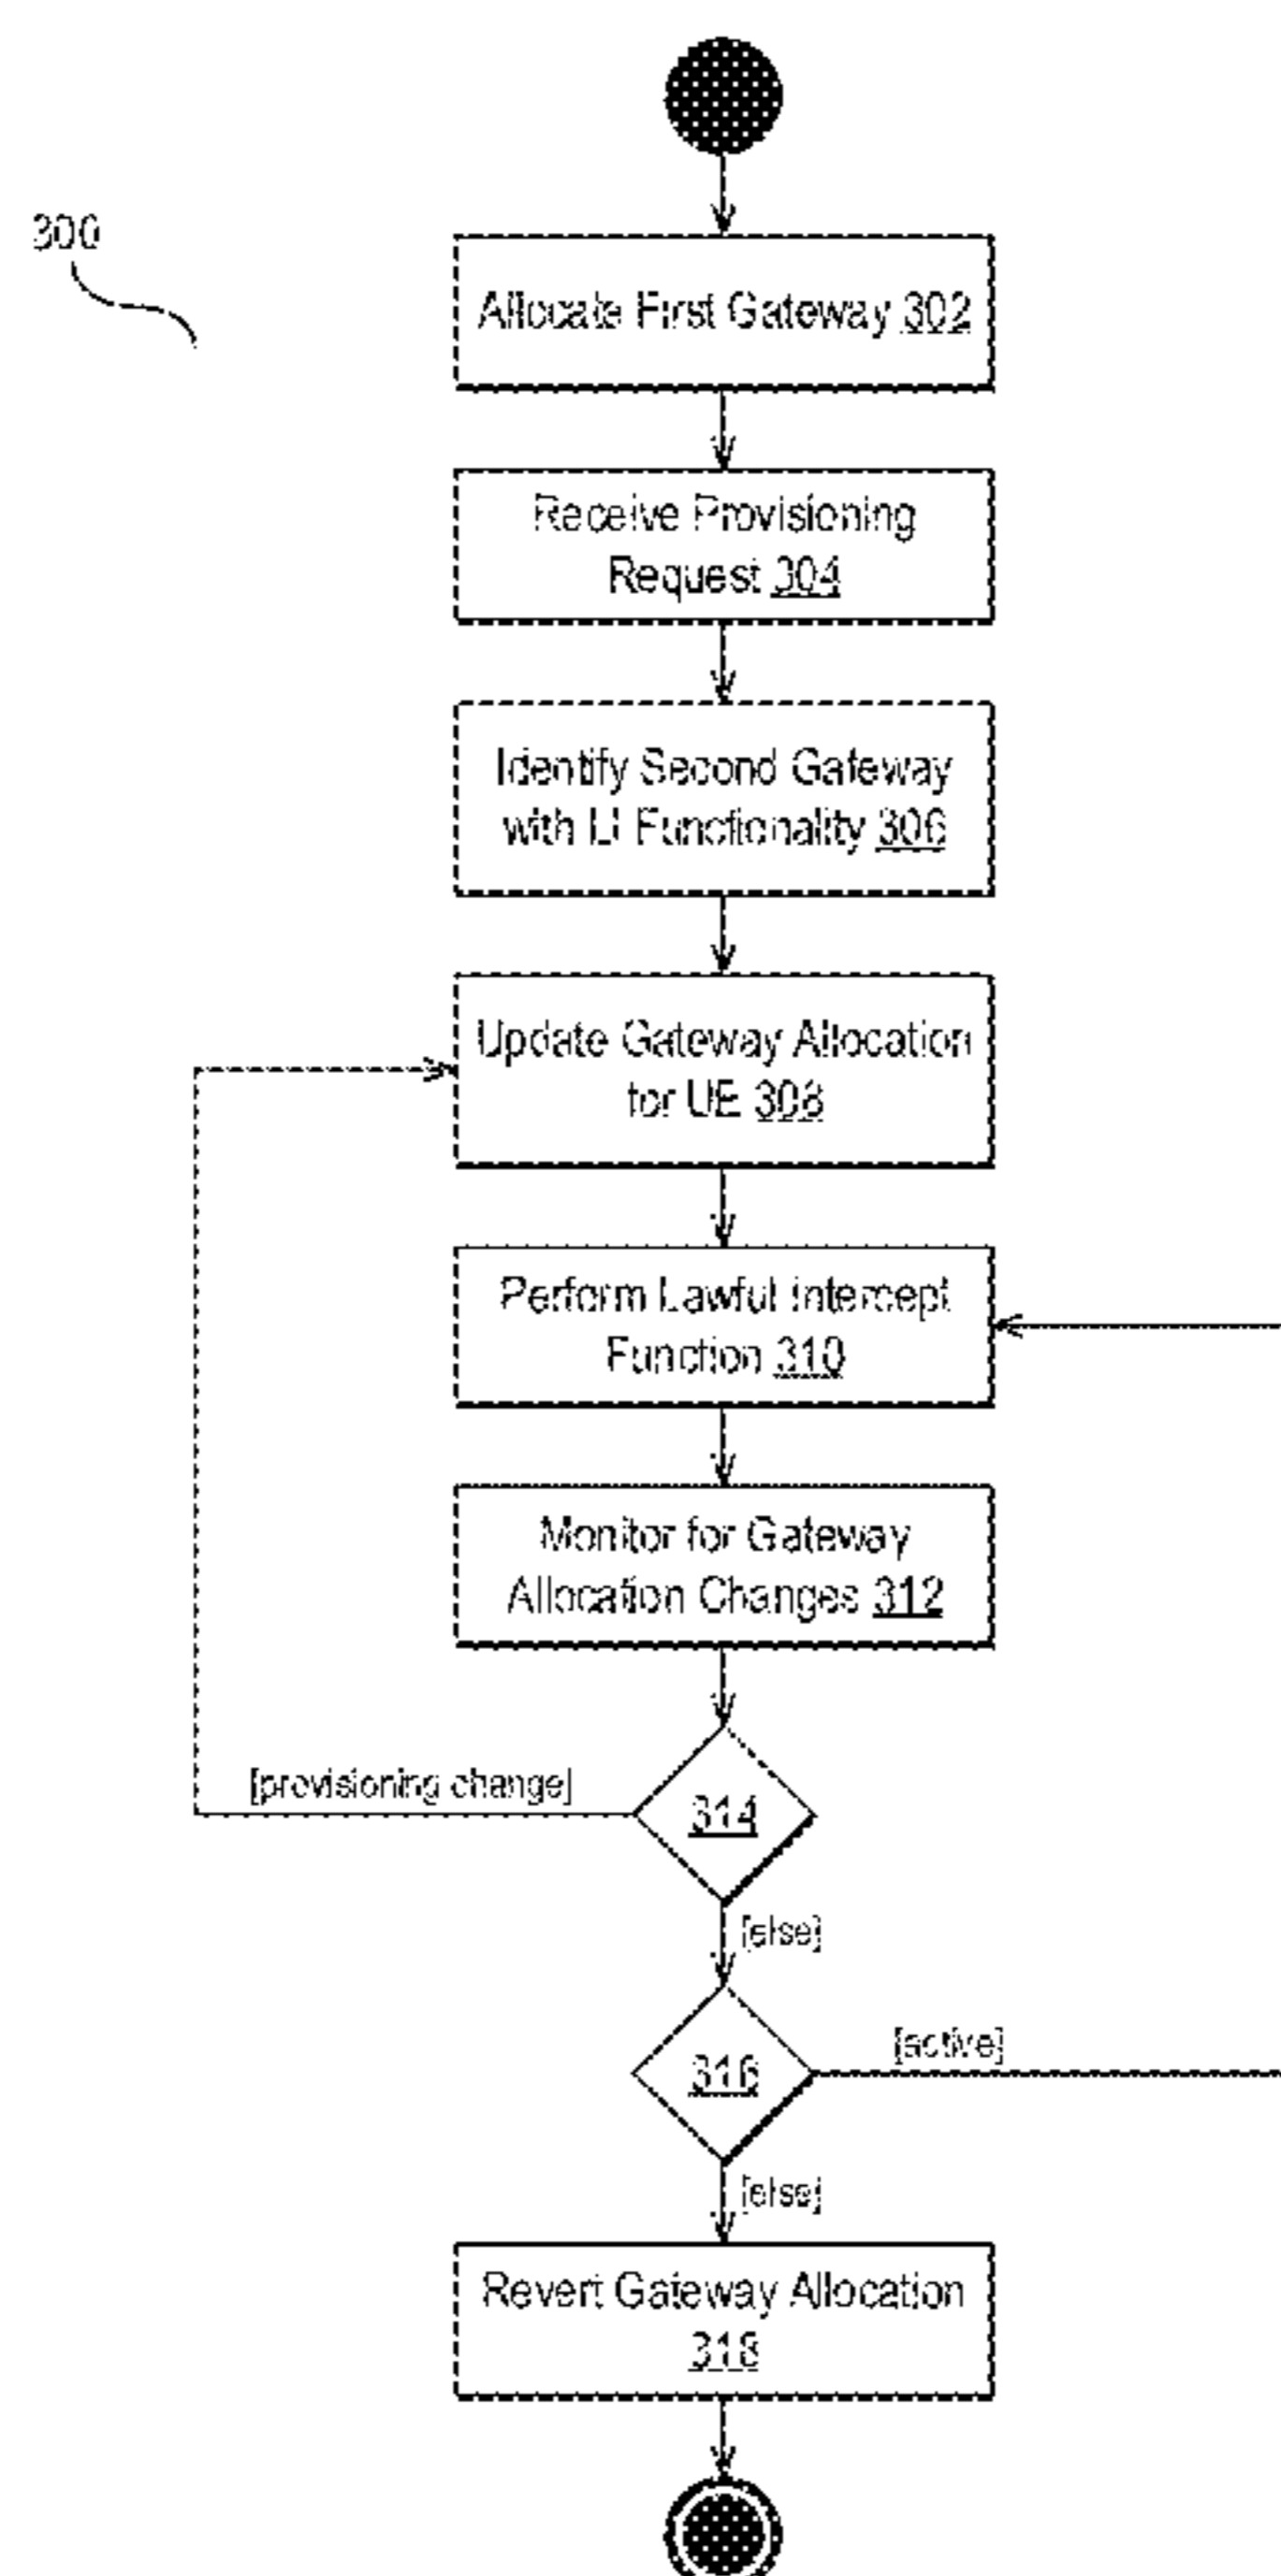 300
Allocate First Gateway 302
Receive Provisioning
Request 304
Identify Second Gateway
with LI Functionality 306
Update Gateway Allocation
for UE 308
Perform Lawful Intercept
Function 310
Monitor for Gateway
Allocation Changes 312
[provisioning change]
314
[else]
[active]
316
[else]
Revert Gateway Allocation
318